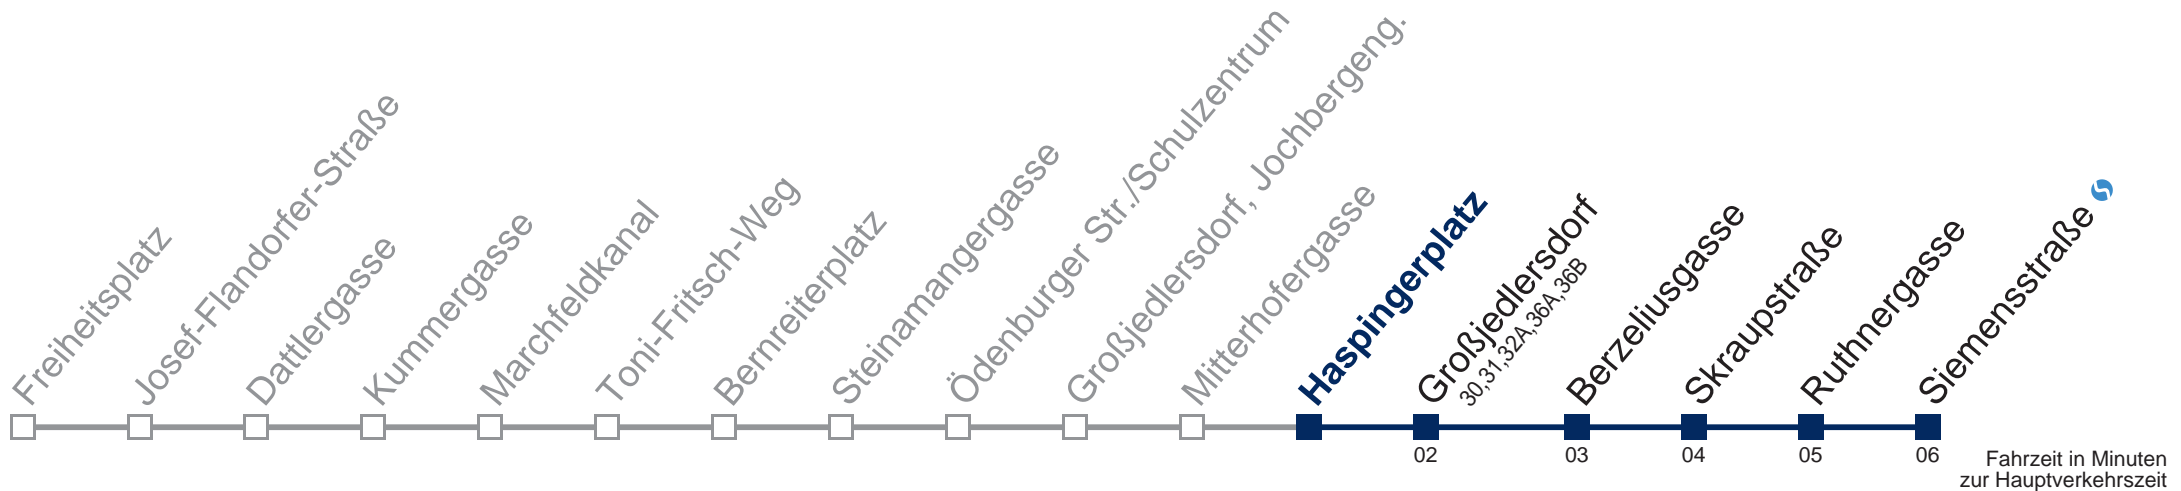 Freiheitsplatz
Josef-Flandorfer-Straße
Dattlergasse
Kummergasse
Marchfeldkanal
Toni-Fritsch-Weg
Bernreiterplatz
Steinamangergasse
Ödenburger Str./Schulzentrum
Großjedlersdorf, Jochbergeng.
Mitterhofergasse
Haspingerplatz
Großjedlersdorf
30,31,32A,36A,36B
Berzeliusgasse
Skraupstraße
Ruthnergasse
Siemensstraße
02 03 04 05 06
Fahrzeit in Minuten
zur Hauptverkehrszeit